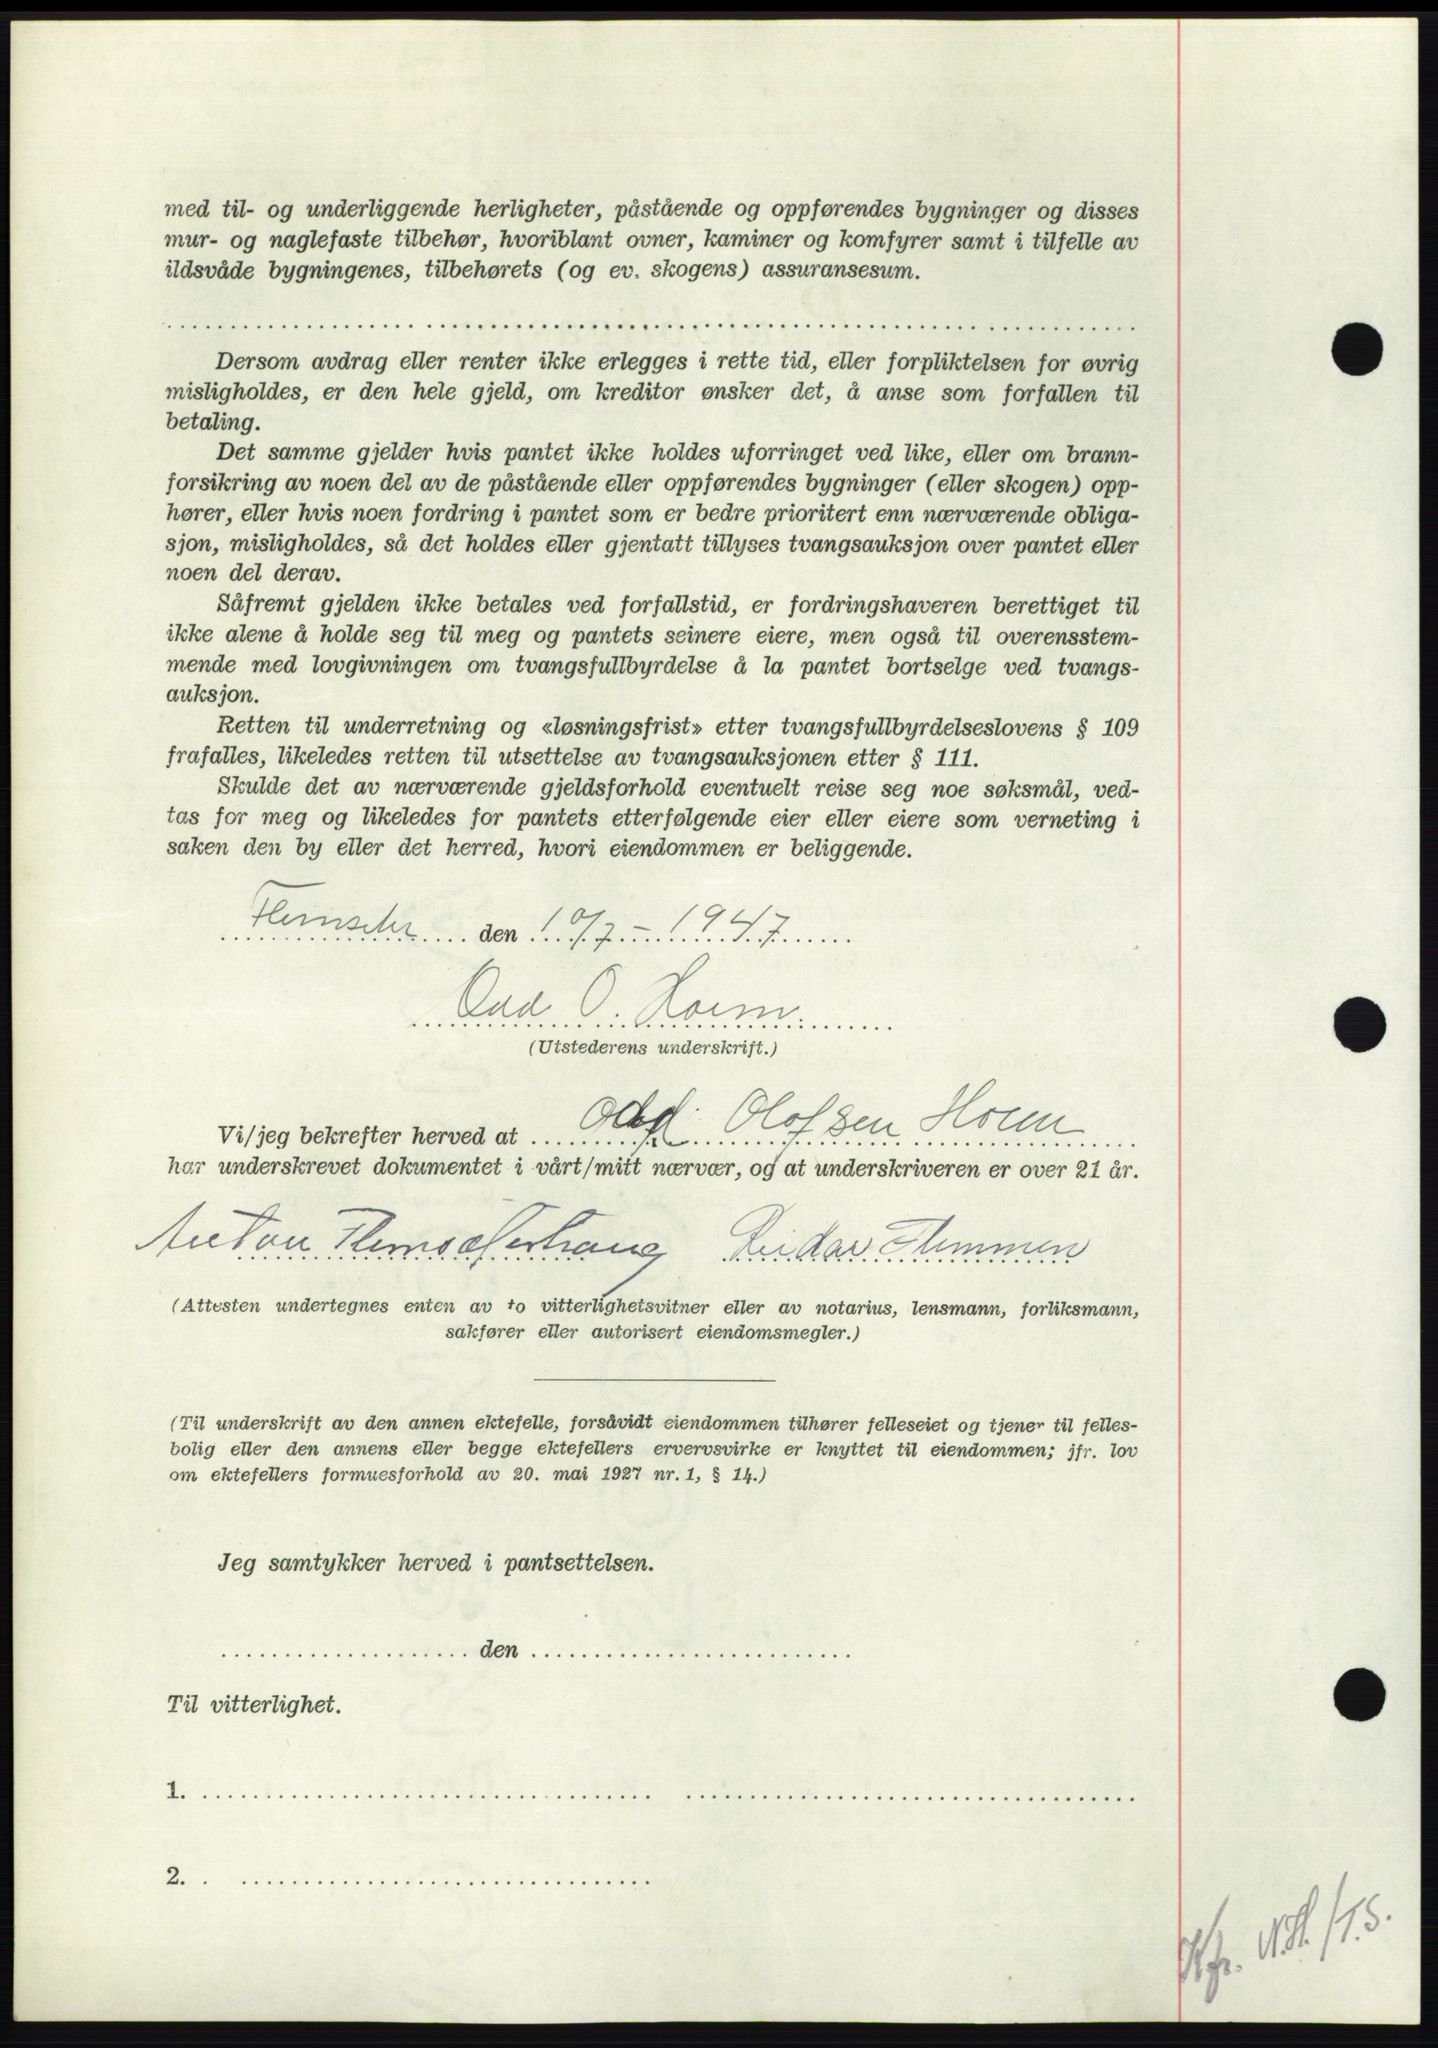 med til- og underliggende herligheter, påstående og oppførendes bygninger og disses
mur- og naglefaste tilbehør, hvoriblant ovner, kaminer og komfyrer samt i tilfelle av
ildsvåde bygningenes, tilbehørets (og ev. skogens) assuransesum.
Dersom avdrag eller renter ikke erlegges i rette tid, eller forpliktelsen for øvrig
misligholdes, er den hele gjeld, om kreditor ønsker det, å anse som forfallen til
betaling.
Det samme gjelder hvis pantet ikke holdes uforringet ved like, eller om brann-
forsikring av noen del av de påstående eller oppførendes bygninger (eller skogen) opp-
hører, eller hvis noen fordring i pantet som er bedre prioritert enn nærværende obliga-
sjon, misligholdes, så det holdes eller gjentatt tillyses tvangsauksjon over pantet eller
noen del derav.
Såfremt gjelden ikke betales ved forfallstid, er fordringshaveren berettiget til
ikke alene å holde seg til meg og pantets seinere eiere, men også til overensstem-
mende med lovgivningen om tvangsfullbyrdelse å la pantet bortselge ved tvangs-
auksjon.
Retten til underretning og «løsningsfrist» etter tvangsfullbyrdelseslovens § 109
frafalles, likeledes retten til utsettelse av tvangsauksjonen etter § 111.
Skulde det av nærværende gjeldsforhold eventuelt reise seg noe søksmål, ved-
tas for meg og likeledes for pantets etterfølgende eier eller eiere som verneting i
saken den by eller det herred, hvori eiendommen er beliggende.
den 10/7 – 1947
Odd O. Hoem
(Utstederens underskrift.)
Vi/jeg bekrefter herved at Odd Olofsen Hoem
har underskrevet dokumentet i vårt/mitt nærvær, og at underskriveren er over 21 år.
Anton Flemsæterhaug Reidar Flemmen
(Attesten undertegnes enten av to vitterlighetsvitner eller av notarius, lensmann, forliksmann,
sakfører eller autorisert eiendomsmegler.)
(Til underskrift av den annen ektefelle, forsåvidt eiendommen tilhører felleseiet og tjener til felles-
bolig eller den annens eller begge ektefellers ervervsvirke er knyttet til eiendommen; jfr. lov
om ektefellers formuesforhold av 20. mai 1927 nr. 1, § 14.)
Jeg samtykker herved i pantsettelsen.
den
Til vitterlighet.
1.
2.
Kfr. N.H. /T.S.